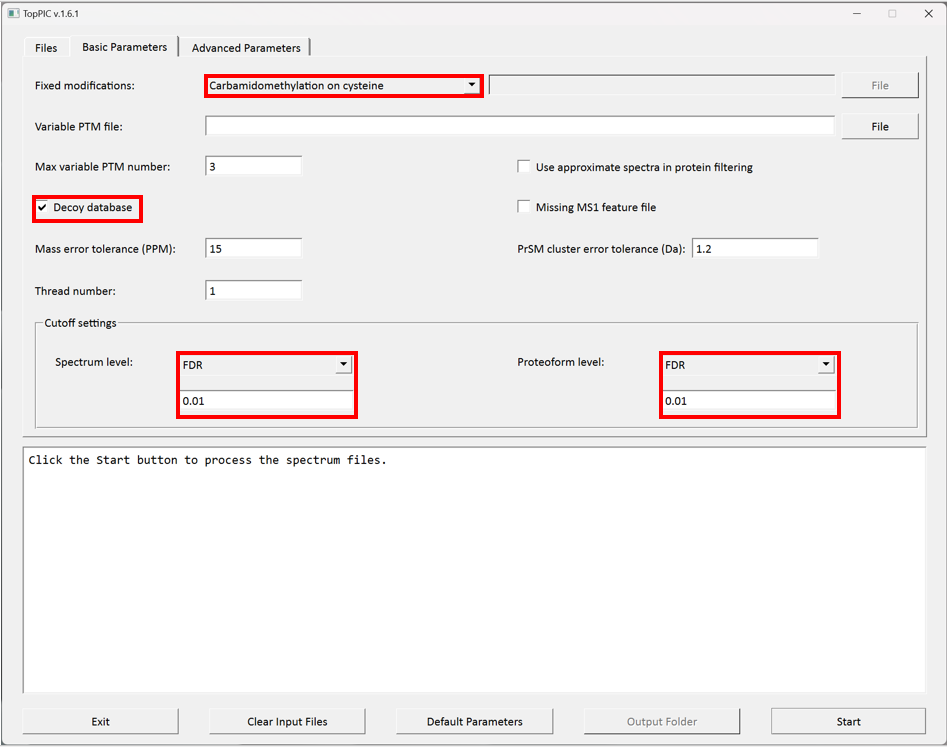 TopPIC v.1.6.1
Files Basic Parameters Advanced Parameters
Fixed modifications: Carbamidomethylation on cysteine File
Variable PTM file: File
Max variable PTM number: 3 Use approximate spectra in protein filtering
Decoy database Missing MS1 feature file
Mass error tolerance (PPM): 15 PrSM cluster error tolerance (Da): 1.2
Thread number: 1
Cutoff settings
Spectrum level: FDR Proteoform level: FDR
0.01 0.01
Click the Start button to process the spectrum files.
Exit Clear Input Files Default Parameters Output Folder Start